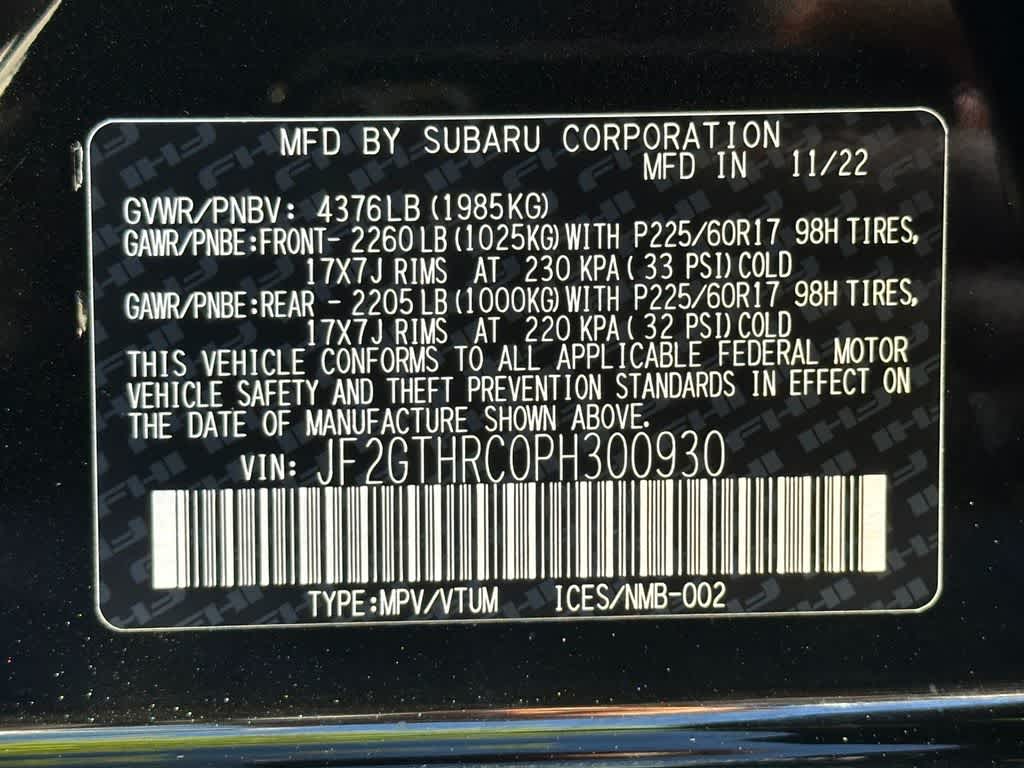 MFD BY SUBARU CORPORATION
MFD IN 11/22
GVWR/PNBV: 4376LB (1985KG)
GAWR/PNBE:FRONT- 2260 LB (1025KG) WITH P225/60R17 98H TIRES,
17X7J RIMS AT 230 KPA ( 33 PSI) COLD
GAWR/PNBE:REAR - 2205 LB (1000KG) WITH P225/60R17 98H TIRES,
17X7J RIMS AT 220 KPA ( 32 PSI) COLD
THIS VEHICLE CONFORMS TO ALL APPLICABLE FEDERAL MOTOR
VEHICLE SAFETY AND THEFT PREVENTION STANDARDS IN EFFECT ON
THE DATE OF MANUFACTURE SHOWN ABOVE.
VIN: JF2GTHRC0PH300930
TYPE:MPV/VTUM ICES/NMB-002